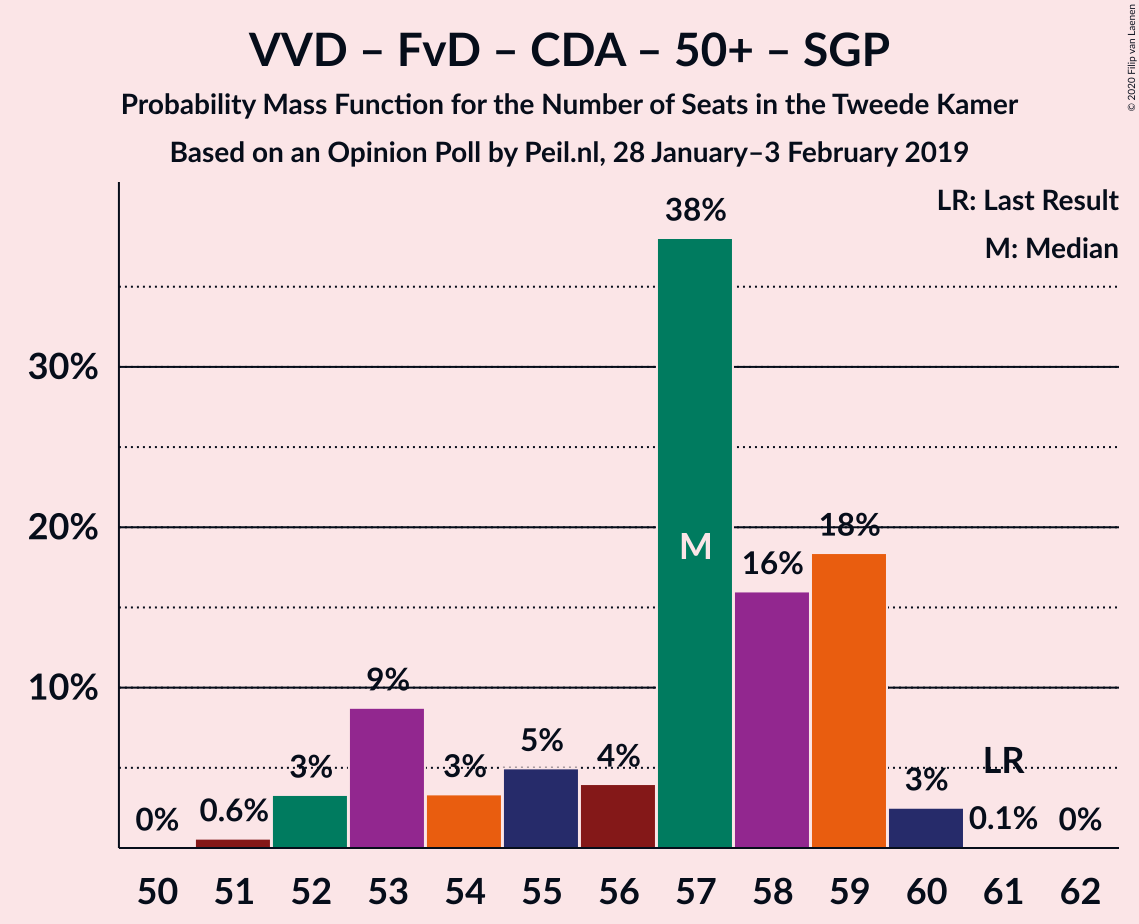 VVD – FvD – CDA – 50+ – SGP
Probability Mass Function for the Number of Seats in the Tweede Kamer
Based on an Opinion Poll by Peil.nl, 28 January–3 February 2019
© 2020 Filip van Laenen
LR: Last Result
M: Median
38%
30%
20%
18%
M
16%
10%
9%
5%
LR
3%
3%
4%
3%
0%
0.6%
0.1%
0%
50 51 52 53 54 55 56 57 58 59 60 61 62